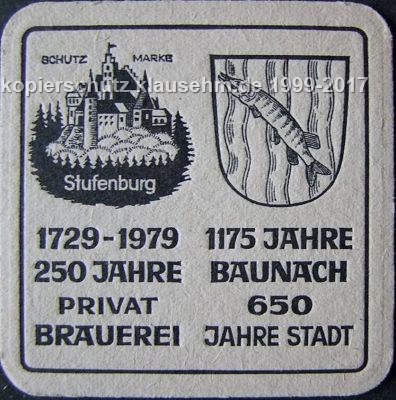 SCHUTZ MARKE
kopierschutz klausehm.de 1999-2017
Stufenburg
1729-1979
250 JAHRE
PRIVAT
BRAUEREI
1175 JAHRE
BAUNACH
650
JAHRE STADT